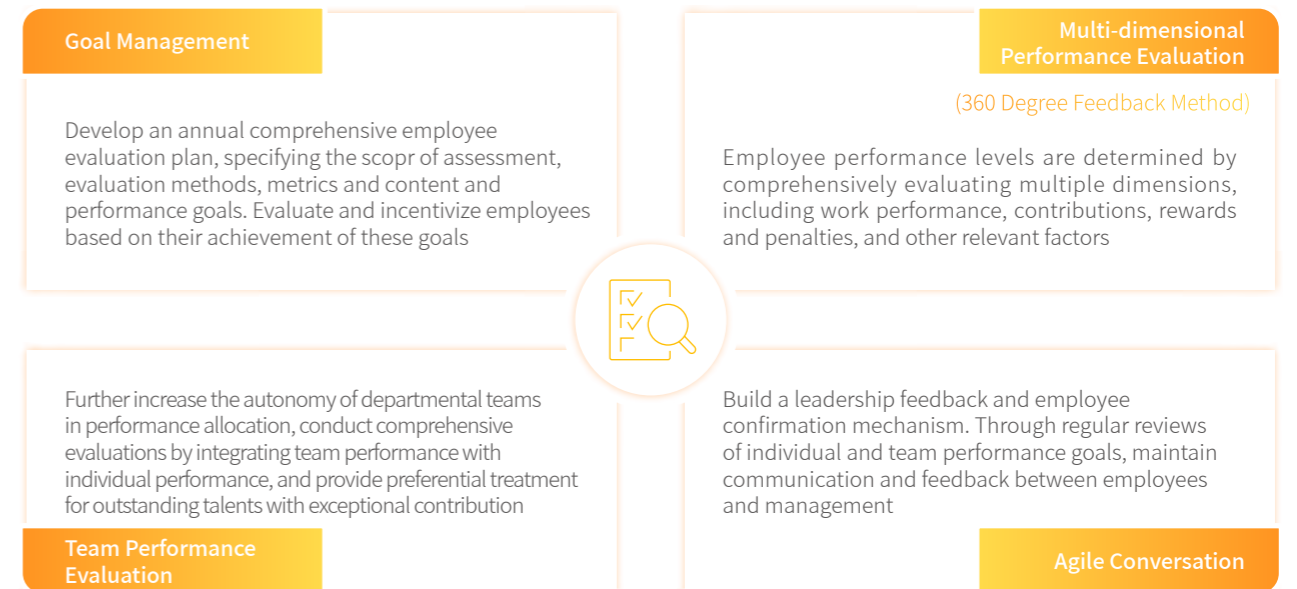 Goal Management
Develop an annual comprehensive employee
evaluation plan, specifying the scopr of assessment,
evaluation methods, metrics and content and
performance goals. Evaluate and incentivize employees
based on their achievement of these goals
Multi-dimensional
Performance Evaluation
(360 Degree Feedback Method)
Employee performance levels are determined by
comprehensively evaluating multiple dimensions,
including work performance, contributions, rewards
and penalties, and other relevant factors
Further increase the autonomy of departmental teams
in performance allocation, conduct comprehensive
evaluations by integrating team performance with
individual performance, and provide preferential treatment
for outstanding talents with exceptional contribution
Team Performance
Evaluation
Build a leadership feedback and employee
confirmation mechanism. Through regular reviews
of individual and team performance goals, maintain
communication and feedback between employees
and management
Agile Conversation